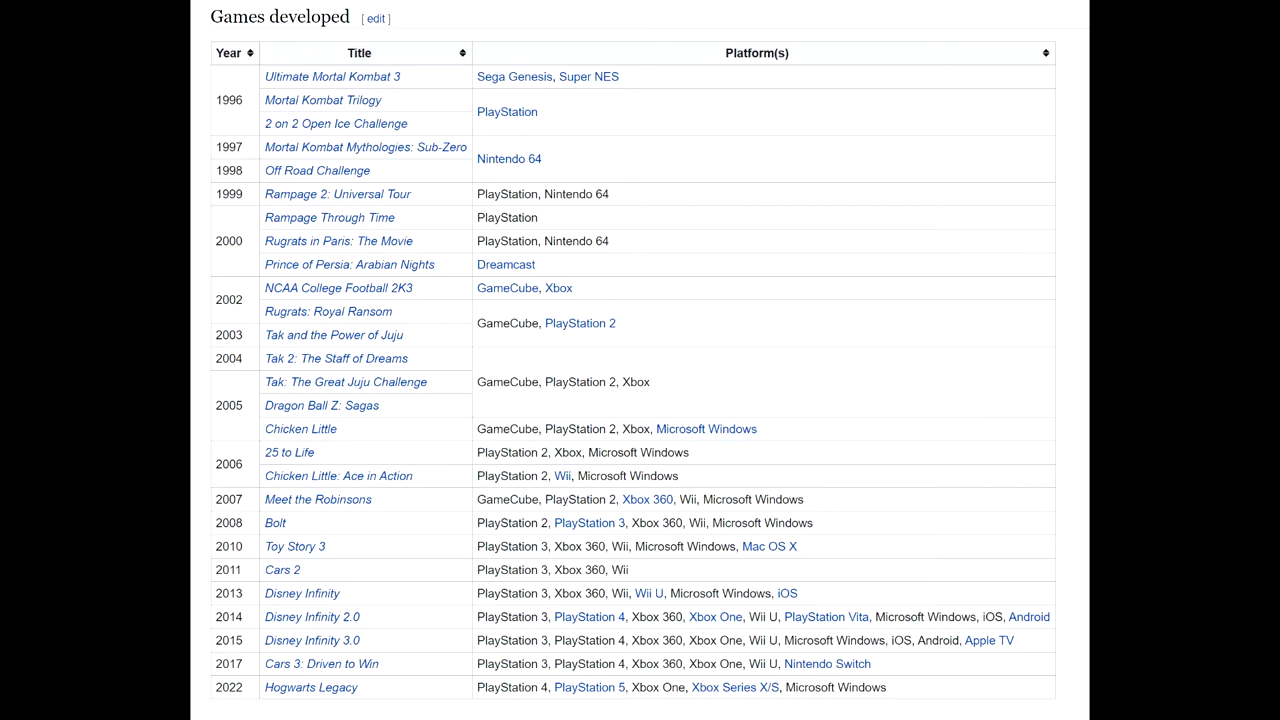 Games developed [ edit ]
Year Title Platform(s)
1996 Ultimate Mortal Kombat 3 Sega Genesis, Super NES
Mortal Kombat Trilogy PlayStation
2 on 2 Open Ice Challenge
1997 Mortal Kombat Mythologies: Sub-Zero Nintendo 64
1998 Off Road Challenge
1999 Rampage 2: Universal Tour PlayStation, Nintendo 64
2000 Rampage Through Time PlayStation
Rugrats in Paris: The Movie PlayStation, Nintendo 64
Prince of Persia: Arabian Nights Dreamcast
2002 NCAA College Football 2K3 GameCube, Xbox
Rugrats: Royal Ransom GameCube, PlayStation 2
2003 Tak and the Power of Juju
2004 Tak 2: The Staff of Dreams GameCube, PlayStation 2, Xbox
2005 Tak: The Great Juju Challenge
Dragon Ball Z: Sagas
Chicken Little GameCube, PlayStation 2, Xbox, Microsoft Windows
2006 25 to Life PlayStation 2, Xbox, Microsoft Windows
Chicken Little: Ace in Action PlayStation 2, Wii, Microsoft Windows
2007 Meet the Robinsons GameCube, PlayStation 2, Xbox 360, Wii, Microsoft Windows
2008 Bolt PlayStation 2, PlayStation 3, Xbox 360, Wii, Microsoft Windows
2010 Toy Story 3 PlayStation 3, Xbox 360, Wii, Microsoft Windows, Mac OS X
2011 Cars 2 PlayStation 3, Xbox 360, Wii
2013 Disney Infinity PlayStation 3, Xbox 360, Wii, Wii U, Microsoft Windows, iOS
2014 Disney Infinity 2.0 PlayStation 3, PlayStation 4, Xbox 360, Xbox One, Wii U, PlayStation Vita, Microsoft Windows, iOS, Android
2015 Disney Infinity 3.0 PlayStation 3, PlayStation 4, Xbox 360, Xbox One, Wii U, Microsoft Windows, iOS, Android, Apple TV
2017 Cars 3: Driven to Win PlayStation 3, PlayStation 4, Xbox 360, Xbox One, Wii U, Nintendo Switch
2022 Hogwarts Legacy PlayStation 4, PlayStation 5, Xbox One, Xbox Series X/S, Microsoft Windows